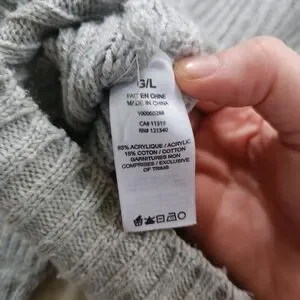 G/L
FAIT EN CHINE
MADE IN CHINA
CA# 11319
RN# 121340
85% ACRYLIQUE / ACRYLIC
15% COTON / COTTON
GARNITURES NON
COMPRISES / EXCLUSIVE
OF TRIMS